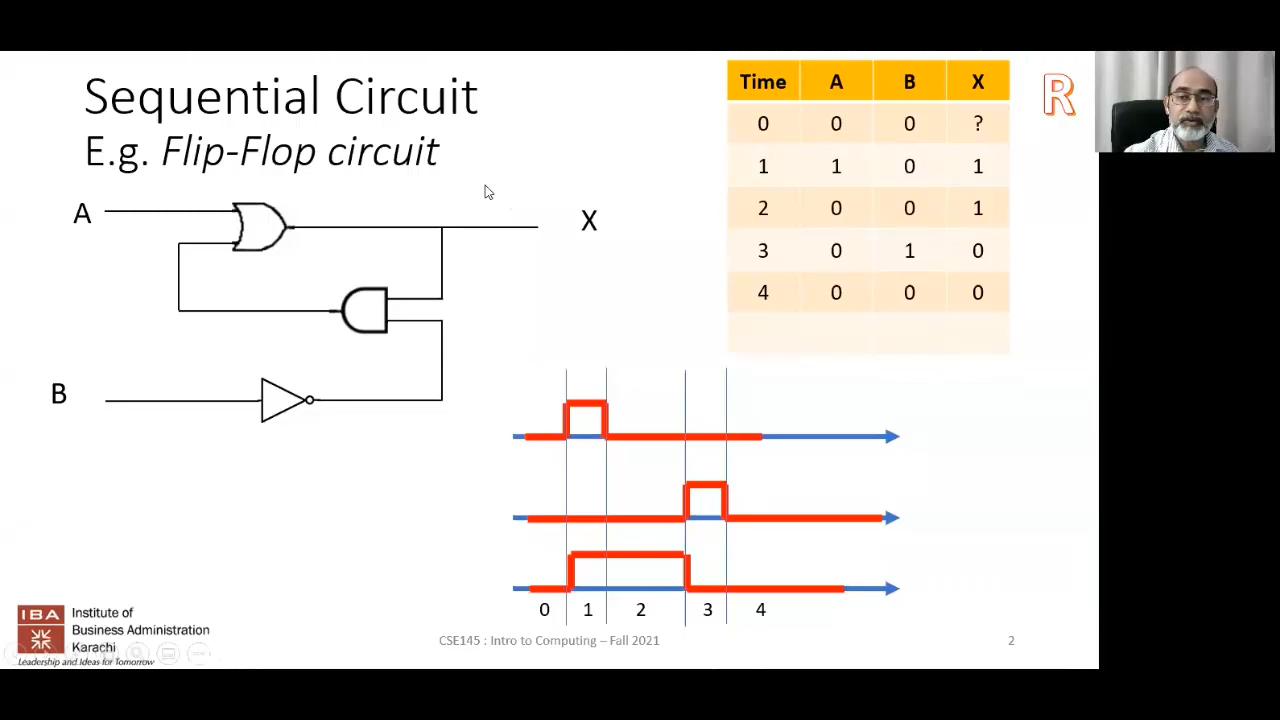 Sequential Circuit
E.g. Flip-Flop circuit
A
X
B
Time A B X
0 0 0 ?
1 1 0 1
2 0 0 1
3 0 1 0
4 0 0 0
R
0 1 2 3 4
IBA
Institute of
Business Administration
Karachi
Leadership and Ideas for Tomorrow
CSE145 : Intro to Computing – Fall 2021
2